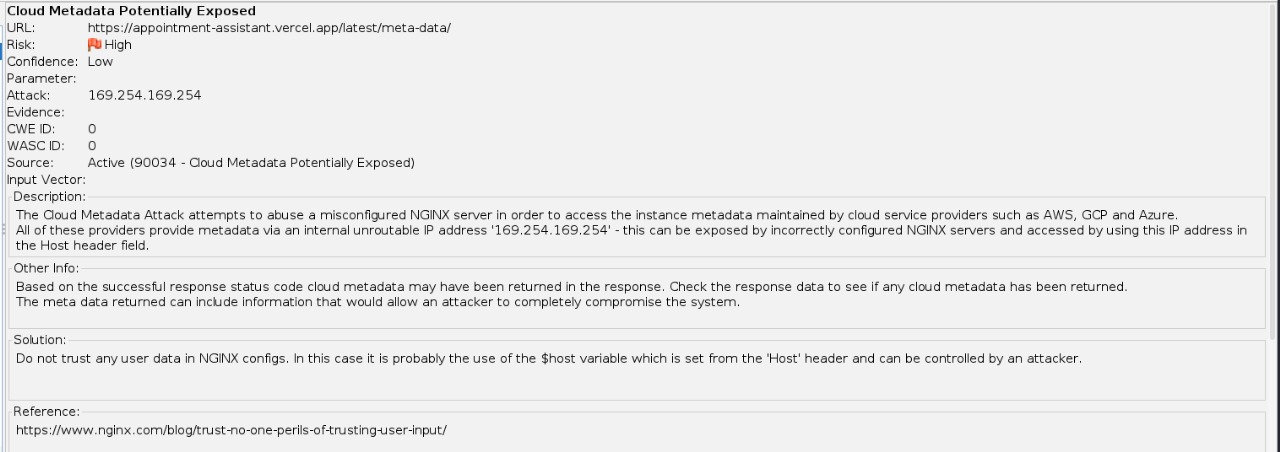 Cloud Metadata Potentially Exposed
URL: https://appointment-assistant.vercel.app/latest/meta-data/
Risk: High
Confidence: Low
Parameter:
Attack: 169.254.169.254
Evidence:
CWE ID: 0
WASC ID: 0
Source: Active (90034 - Cloud Metadata Potentially Exposed)
Input Vector:
Description:
The Cloud Metadata Attack attempts to abuse a misconfigured NGINX server in order to access the instance metadata maintained by cloud service providers such as AWS, GCP and Azure.
All of these providers provide metadata via an internal unroutable IP address '169.254.169.254' - this can be exposed by incorrectly configured NGINX servers and accessed by using this IP address in
the Host header field.
Other Info:
Based on the successful response status code cloud metadata may have been returned in the response. Check the response data to see if any cloud metadata has been returned.
The meta data returned can include information that would allow an attacker to completely compromise the system.
Solution:
Do not trust any user data in NGINX configs. In this case it is probably the use of the $host variable which is set from the 'Host' header and can be controlled by an attacker.
Reference:
https://www.nginx.com/blog/trust-no-one-perils-of-trusting-user-input/